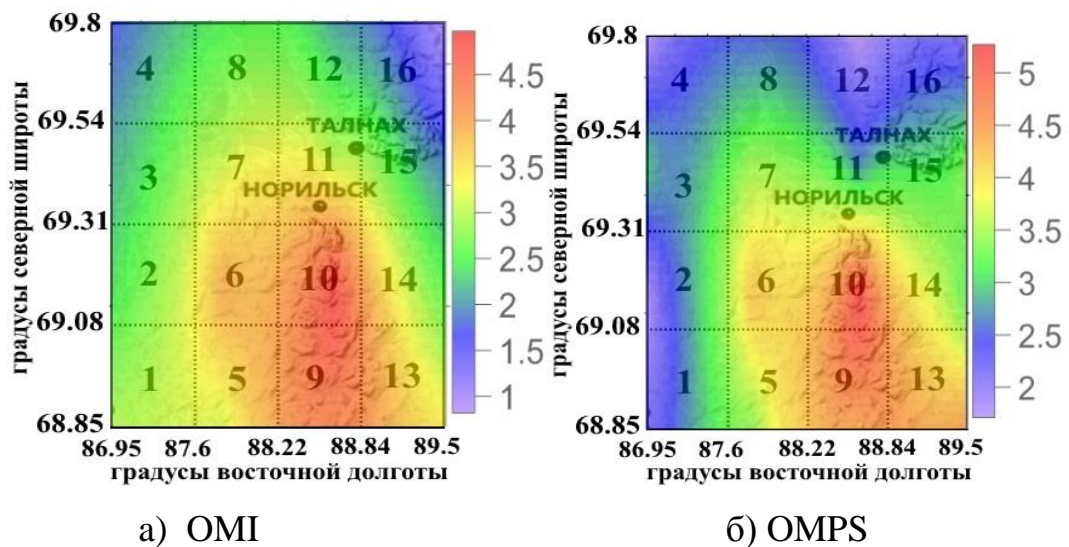 69.8
69.54
69.31
69.08
68.85
градусы северной широты
4 8 12 16
ТАЛНАХ
3 7 11 15
НОРИЛЬСК
2 6 10 14
1 5 9 13
86.95 87.6 88.22 88.84 89.5
градусы восточной долготы
4.5
4
3.5
3
2.5
2
1.5
1
а) OMI
69.8
69.54
69.31
69.08
68.85
градусы северной широты
4 8 12 16
ТАЛНАХ
3 7 11 15
НОРИЛЬСК
2 6 10 14
1 5 9 13
86.95 87.6 88.22 88.84 89.5
градусы восточной долготы
5
4.5
4
3.5
3
2.5
2
б) OMPS